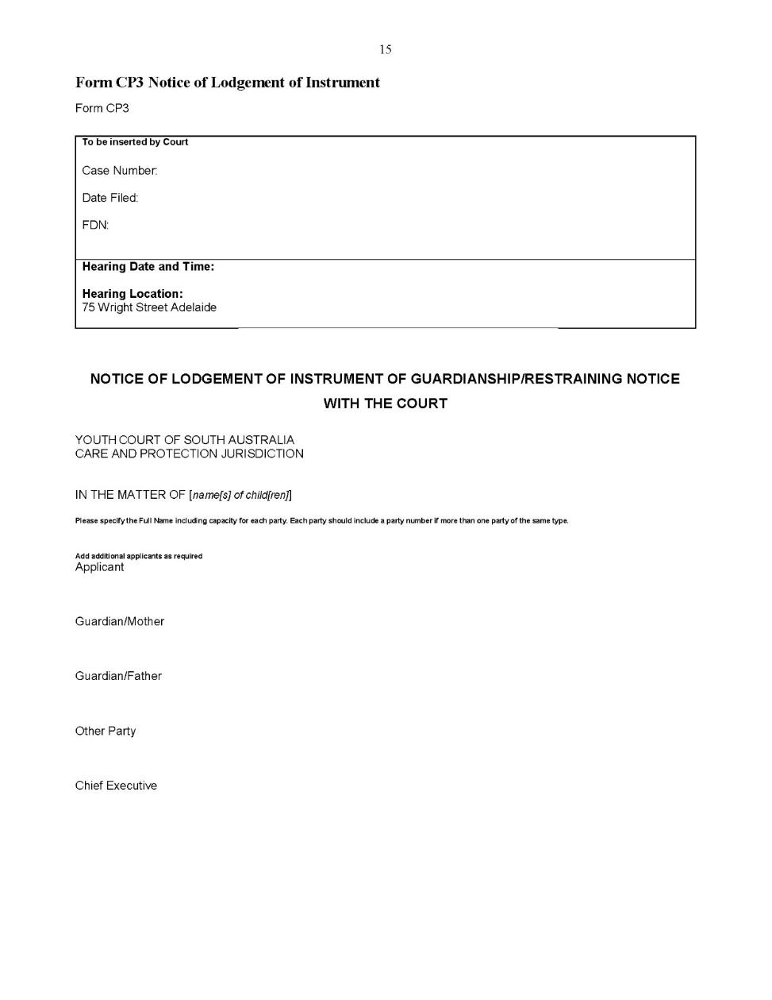 15
Form CP3 Notice of Lodgement of Instrument
Form CP3
To be inserted by Court
Case Number:
Date Filed:
FDN:
Hearing Date and Time:
Hearing Location:
75 Wright Street Adelaide
NOTICE OF LODGEMENT OF INSTRUMENT OF GUARDIANSHIP/RESTRAINING NOTICE
WITH THE COURT
YOUTH COURT OF SOUTH AUSTRALIA
CARE AND PROTECTION JURISDICTION
IN THE MATTER OF [name[s] of child[ren]]
Please specify the Full Name including capacity for each party. Each party should include a party number if more than one party of the same type.
Add additional applicants as required
Applicant
Guardian/Mother
Guardian/Father
Other Party
Chief Executive